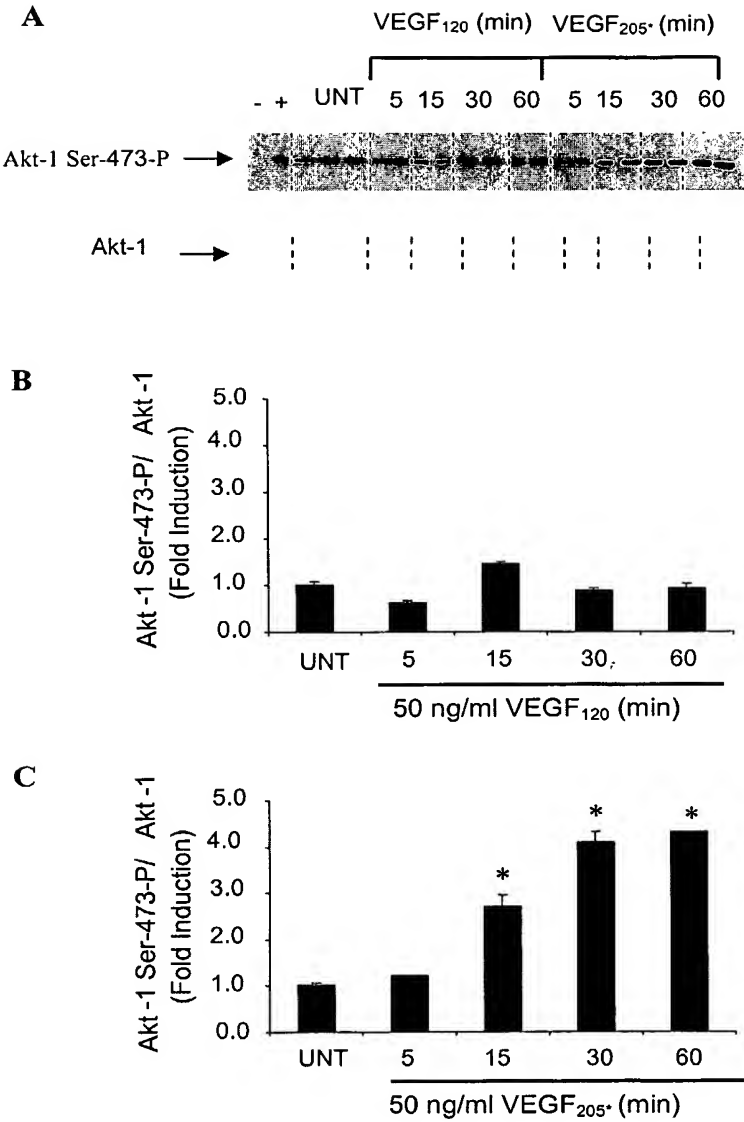 A
VEGF120 (min) VEGF205* (min)
- + UNT 5 15 30 60 5 15 30 60
Akt-1 Ser-473-P
Akt-1
B
Akt -1 Ser-473-P/ Akt -1
(Fold Induction)
5.0
4.0
3.0
2.0
1.0
0.0
UNT 5 15 30 60
50 ng/ml VEGF120 (min)
C
Akt -1 Ser-473-P/ Akt -1
(Fold Induction)
5.0
4.0
3.0
2.0
1.0
0.0
* * *
UNT 5 15 30 60
50 ng/ml VEGF205* (min)